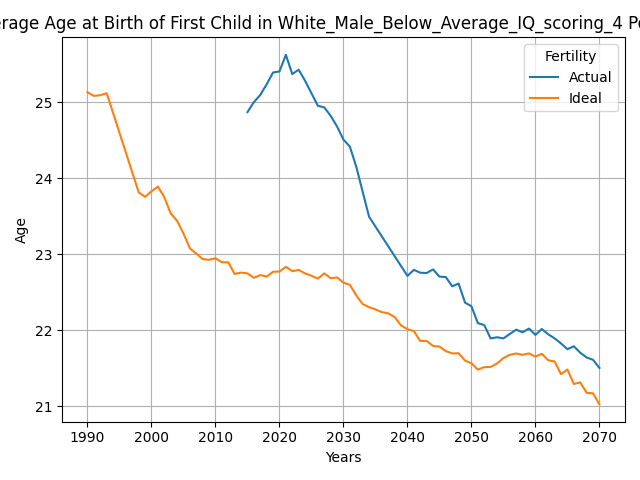 erage Age at Birth of First Child in White_Male_Below_Average_IQ_scoring_4 Po
Fertility
Actual
Ideal
Age
25
24
23
22
21
1990 2000 2010 2020 2030 2040 2050 2060 2070
Years